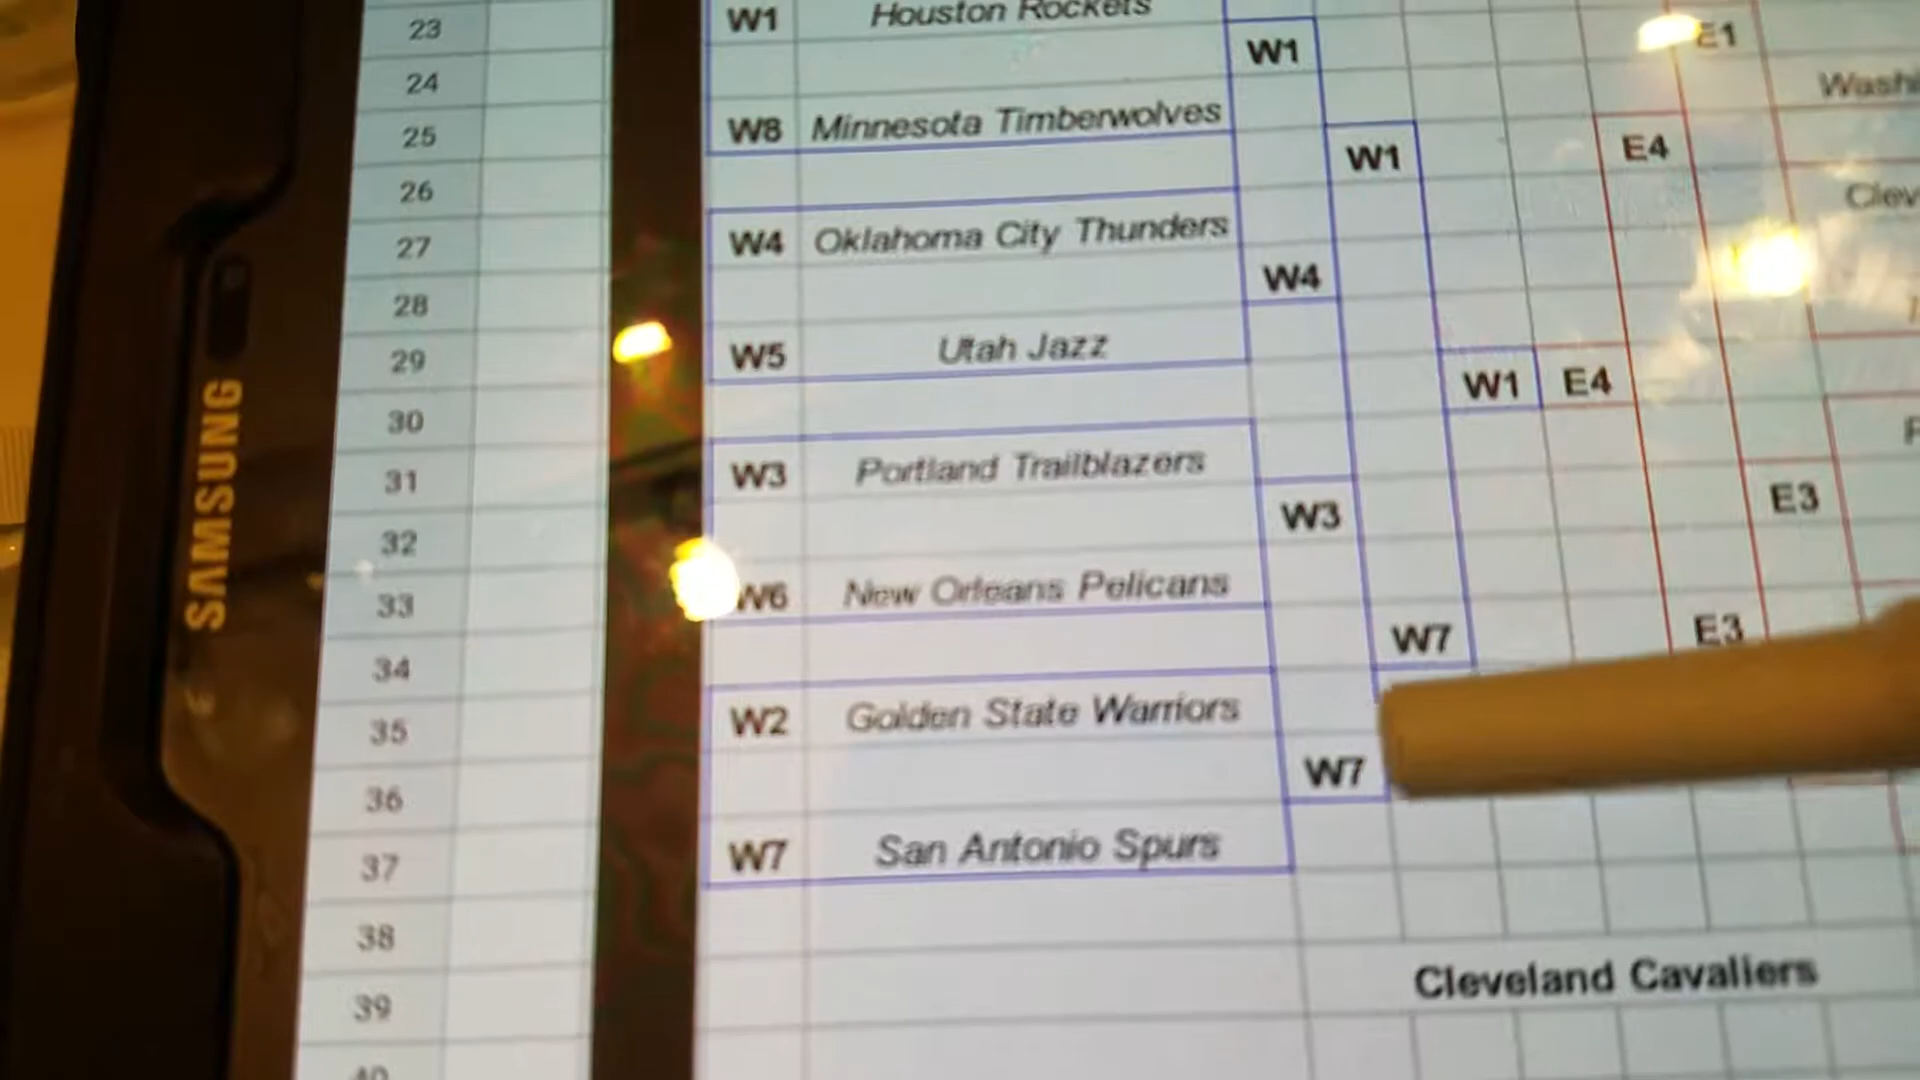 23 W1 Houston Rockets E1
24 W1
25 W8 Minnesota Timberwolves W1 E4
26
27 W4 Oklahoma City Thunders
28 W4
29 W5 Utah Jazz W1 E4
30
31 W3 Portland Trailblazers E3
32 W3
33 W6 New Orleans Pelicans E3
34 W7
35 W2 Golden State Warriors
36 W7
37 W7 San Antonio Spurs
38
39 Cleveland Cavaliers
40
SAMSUNG